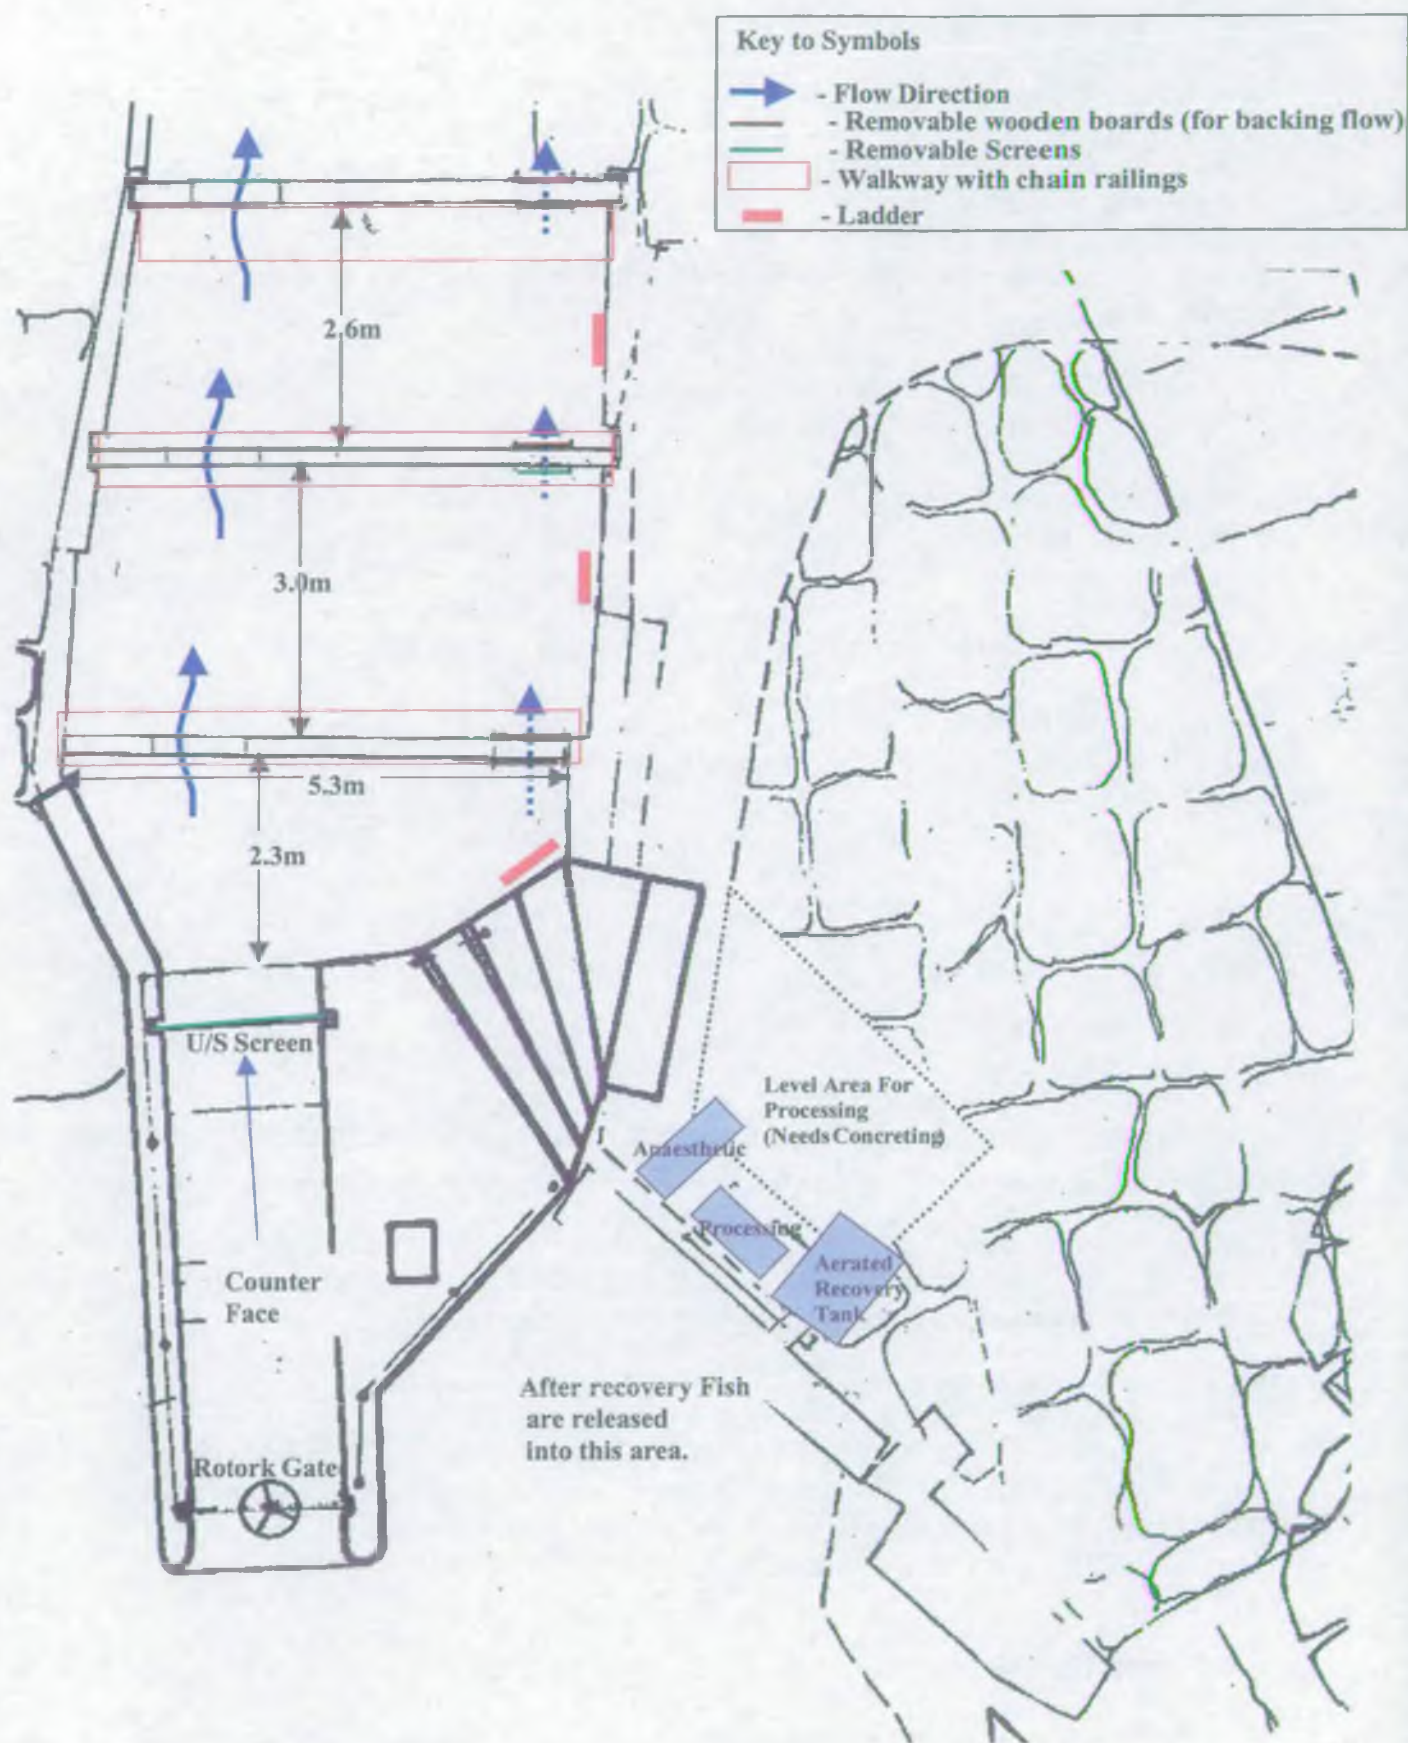 Key to Symbols
- Flow Direction
- Removable wooden boards (for backing flow)
- Removable Screens
- Walkway with chain railings
- Ladder
2.6m
3.0m
5.3m
2.3m
U/S Screen
Level Area For
Processing
(Needs Concreting)
Anaesthetic
Processing
Aerated
Recovery
Tank
Counter
Face
After recovery Fish
are released
into this area.
Rotork Gate